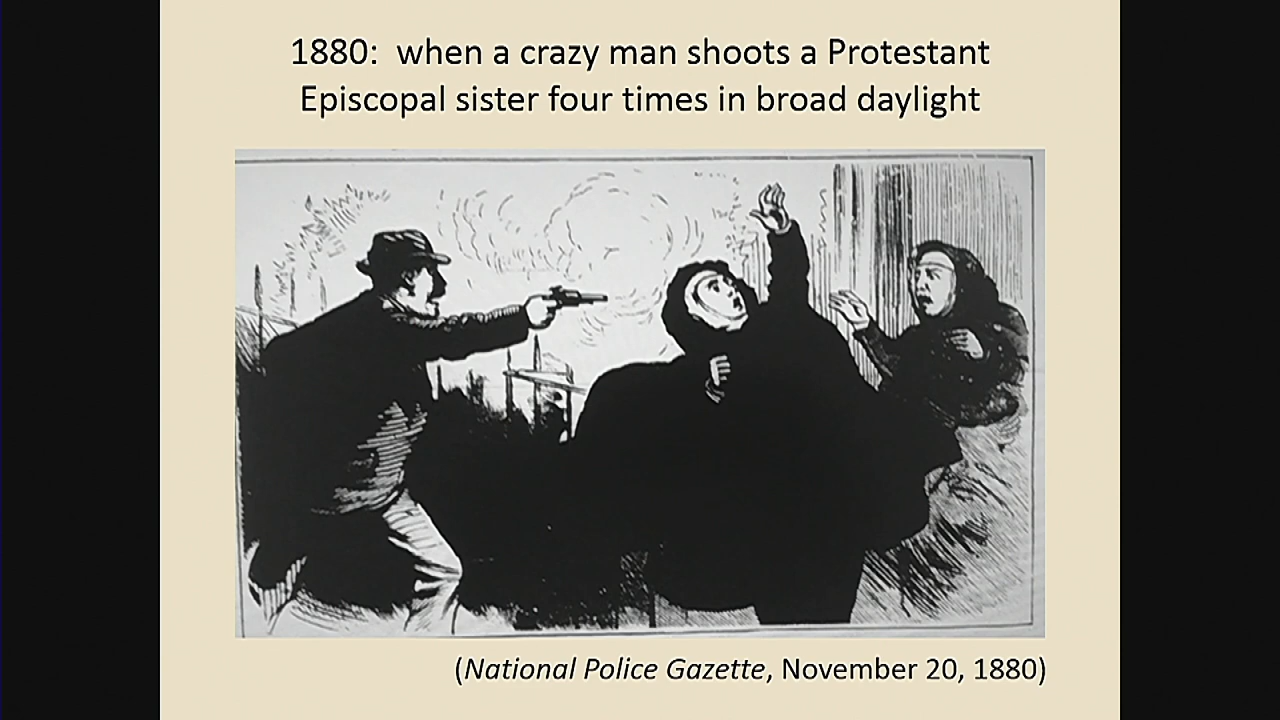 1880:  when a crazy man shoots a Protestant
Episcopal sister four times in broad daylight
(National Police Gazette, November 20, 1880)